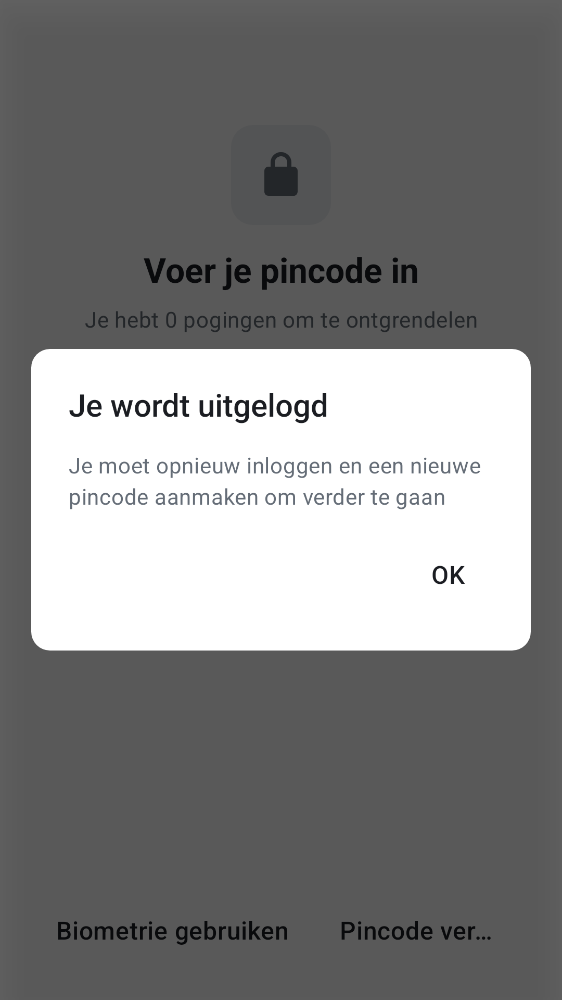 Voer je pincode in
Je hebt 0 pogingen om te ontgrendelen
Je wordt uitgelogd
Je moet opnieuw inloggen en een nieuwe
pincode aanmaken om verder te gaan
OK
Biometrie gebruiken
Pincode ver...